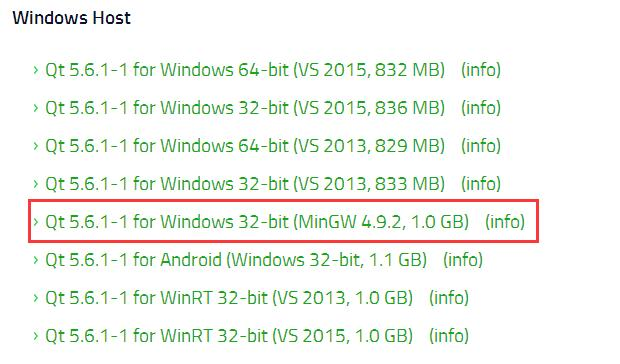 Windows Host
› Qt 5.6.1-1 for Windows 64-bit (VS 2015, 832 MB) (info)
› Qt 5.6.1-1 for Windows 32-bit (VS 2015, 836 MB) (info)
› Qt 5.6.1-1 for Windows 64-bit (VS 2013, 829 MB) (info)
› Qt 5.6.1-1 for Windows 32-bit (VS 2013, 833 MB) (info)
› Qt 5.6.1-1 for Windows 32-bit (MinGW 4.9.2, 1.0 GB) (info)
› Qt 5.6.1-1 for Android (Windows 32-bit, 1.1 GB) (info)
› Qt 5.6.1-1 for WinRT 32-bit (VS 2013, 1.0 GB) (info)
› Qt 5.6.1-1 for WinRT 32-bit (VS 2015, 1.0 GB) (info)